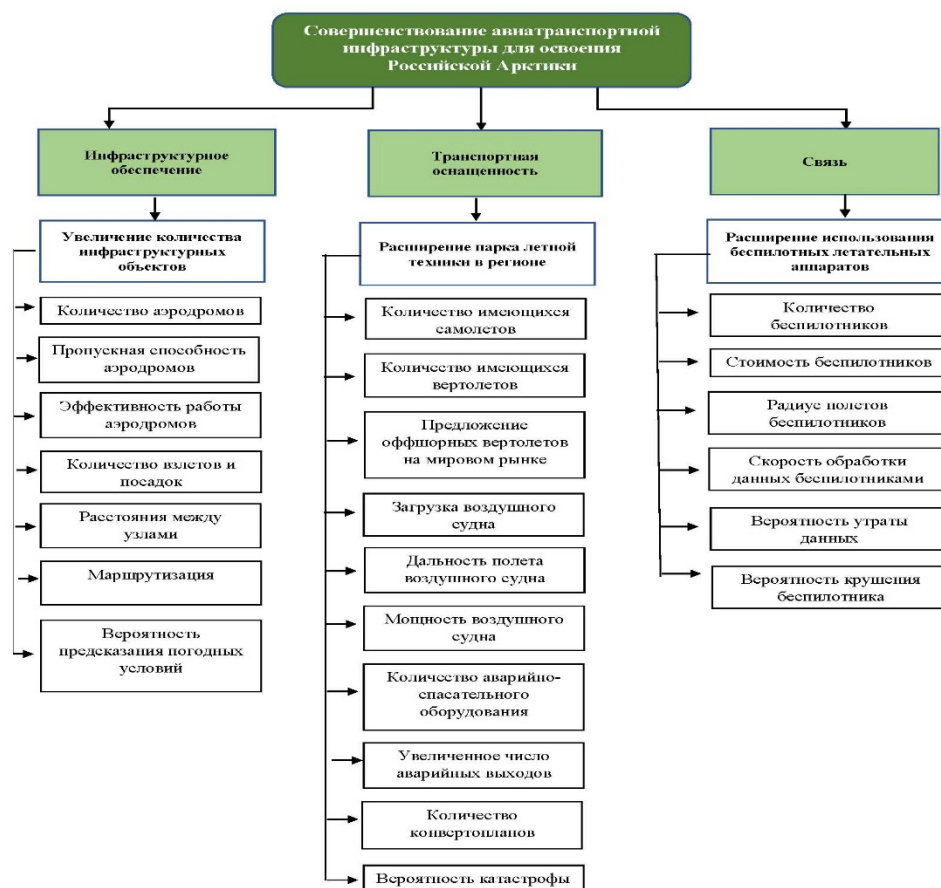 Совершенствование авиатранспортной
инфраструктуры для освоения
Российской Арктики
Инфраструктурное
обеспечение
Увеличение количества
инфраструктурных
объектов
Количество аэродромов
Пропускная способность
аэродромов
Эффективность работы
аэродромов
Количество взлетов и
посадок
Расстояния между
узлами
Маршрутизация
Вероятность
предсказания погодных
условий
Транспортная
оснащенность
Расширение парка летной
техники в регионе
Количество имеющихся
самолетов
Количество имеющихся
вертолетов
Предложение
оффшорных вертолетов
на мировом рынке
Загрузка воздушного
судна
Дальность полета
воздушного судна
Мощность воздушного
судна
Количество аварийно-
спасательного
оборудования
Увеличенное число
аварийных выходов
Количество
конвертопланов
Вероятность катастрофы
Связь
Расширение использования
беспилотных летательных
аппаратов
Количество
беспилотников
Стоимость беспилотников
Радиус полетов
беспилотников
Скорость обработки
данных беспилотниками
Вероятность утраты
данных
Вероятность крушения
беспилотника